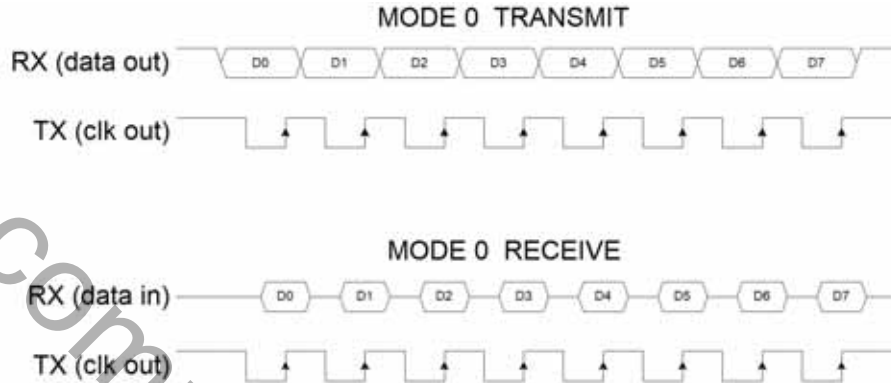 MODE 0 TRANSMIT
RX (data out) D0 D1 D2 D3 D4 D5 D6 D7
TX (clk out)
MODE 0 RECEIVE
RX (data in) D0 D1 D2 D3 D4 D5 D6 D7
TX (clk out)
com